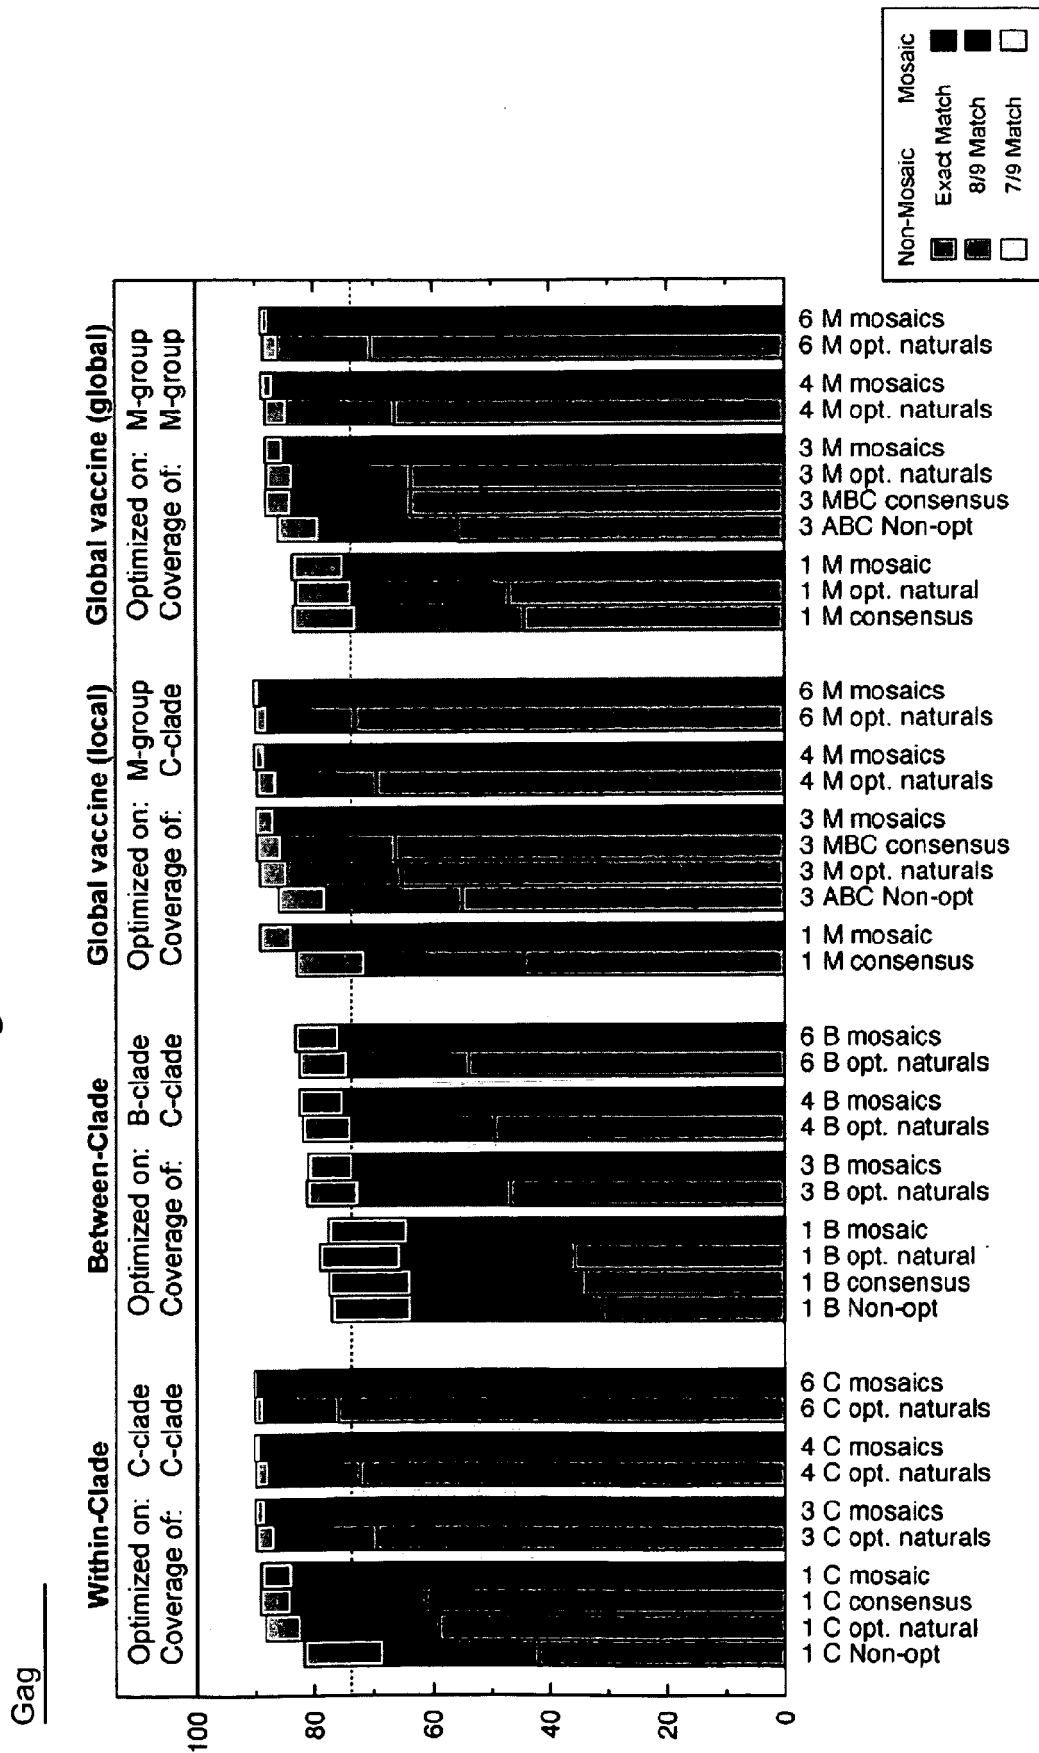 Gag
Within-Clade
Optimized on: C-clade
Coverage of: C-clade
Between-Clade
Optimized on: B-clade
Coverage of: C-clade
Global vaccine (local)
Optimized on: M-group
Coverage of: C-clade
Global vaccine (global)
Optimized on: M-group
Coverage of: M-group
100
80
60
40
20
0
1 C Non-opt
1 C opt. natural
1 C consensus
1 C mosaic
3 C opt. naturals
3 C mosaics
4 C opt. naturals
4 C mosaics
6 C opt. naturals
6 C mosaics
1 B Non-opt
1 B consensus
1 B opt. natural
1 B mosaic
3 B opt. naturals
3 B mosaics
4 B opt. naturals
4 B mosaics
6 B opt. naturals
6 B mosaics
1 M consensus
1 M mosaic
3 ABC Non-opt
3 M opt. naturals
3 MBC consensus
3 M mosaics
4 M opt. naturals
4 M mosaics
6 M opt. naturals
6 M mosaics
1 M consensus
1 M opt. natural
1 M mosaic
3 ABC Non-opt
3 MBC consensus
3 M opt. naturals
3 M mosaics
4 M opt. naturals
4 M mosaics
6 M opt. naturals
6 M mosaics
Non-Mosaic Mosaic
Exact Match
8/9 Match
7/9 Match